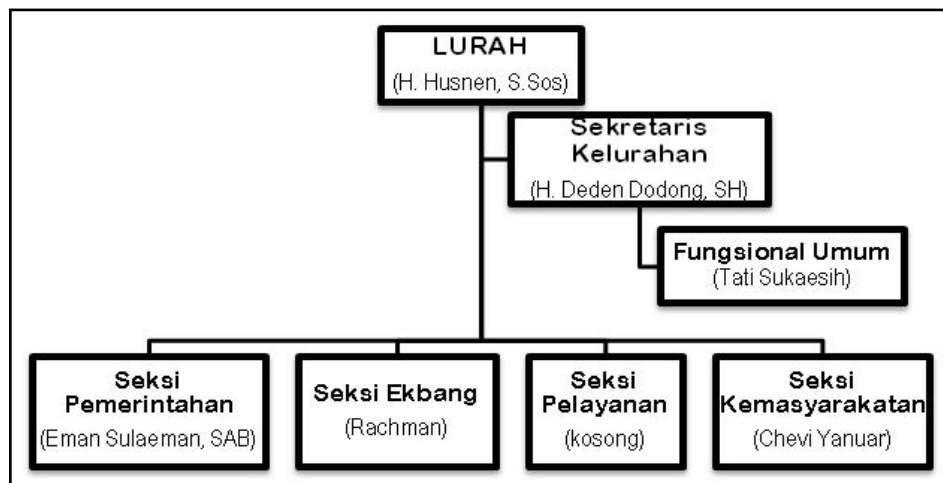 LURAH
(H. Husnen, S.Sos)
Sekretaris
Kelurahan
(H. Deden Dodong, SH)
Fungsional Umum
(Tati Sukaesih)
Seksi
Pemerintahan
(Eman Sulaeman, SAB)
Seksi Ekbang
(Rachman)
Seksi
Pelayanan
(kosong)
Seksi
Kemasyarakatan
(Chevi Yanuar)